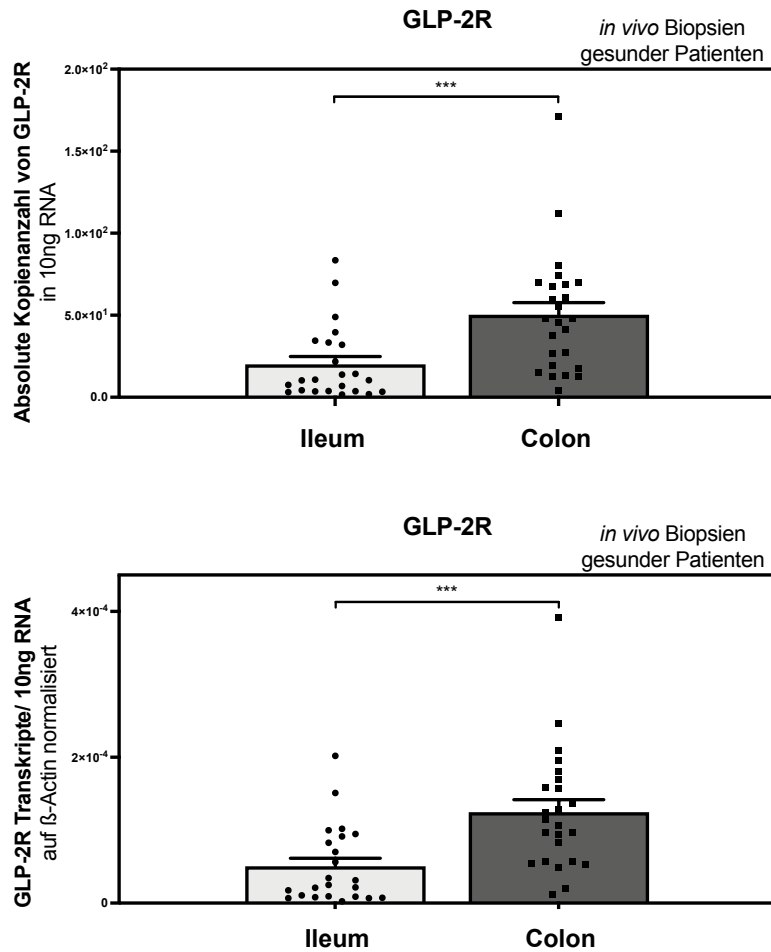 GLP-2R
in vivo Biopsien
gesunder Patienten
Absolute Kopienanzahl von GLP-2R
in 10ng RNA
2.0×10²
1.5×10²
1.0×10²
5.0×10¹
0.0
***
Ileum
Colon
GLP-2R
in vivo Biopsien
gesunder Patienten
GLP-2R Transkripte/ 10ng RNA
auf ß-Actin normalisiert
4×10⁻⁴
2×10⁻⁴
0
***
Ileum
Colon